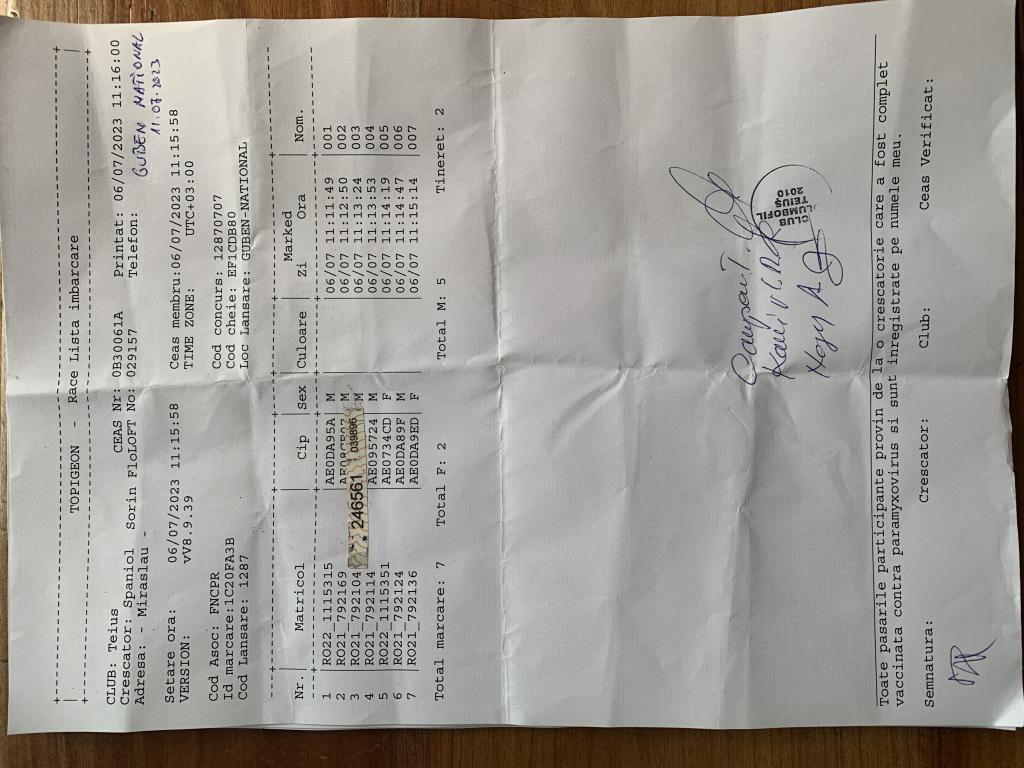 +-----------------------------------------------------------------+
| TOPIGEON - Race Lista imbarcare |
+-----------------------------------------------------------------+
CLUB: Teius CEAS Nr: 0B30061A Printat: 06/07/2023 11:16:00
Crescator: Spaniol Sorin FloLOFT No: 029157 Telefon:
Adresa: - Miraslau -
GUBEN NATIONAL
11.07.2023
Setare ora: 06/07/2023 11:15:58 Ceas membru:06/07/2023 11:15:58
VERSION: vV8.9.39 TIME ZONE: UTC+03:00
Cod Asoc: FNCPR Cod concurs: 12870707
Id marcare:1C20FA3B Cod cheie: EF1CDB80
Cod Lansare: 1287 Loc Lansare: GUBEN-NATIONAL
Marked
Nr.| Matricol | Cip |Sex |Culoare | Zi Ora | Nom.
1 |RO22_1115315 |AE0DA95A |M | |06/07 11:11:49 |001
2 |RO21_792169 |M | |06/07 11:12:50 |002
3 |RO21_792104 |M | |06/07 11:13:24 |003
4 |RO21_792114 |AE095724 |M | |06/07 11:13:53 |004
5 |RO22_1115351 |AE0734CD |F | |06/07 11:14:19 |005
6 |RO21_792124 |AE0DA89F |M | |06/07 11:14:47 |006
7 |RO21_792136 |AE0DA9ED |F | |06/07 11:15:14 |007
* 246561 039896
Total marcare: 7 Total F: 2 Total M: 5 Tineret: 2
CLUB
COLUMBOFIL
TEIUŞ
2010
Toate pasarile participante provin de la o crescatorie care a fost complet
vaccinata contra paramyxovirus si sunt inregistrate pe numele meu.
Semnatura: Crescator: Club: Ceas Verificat: